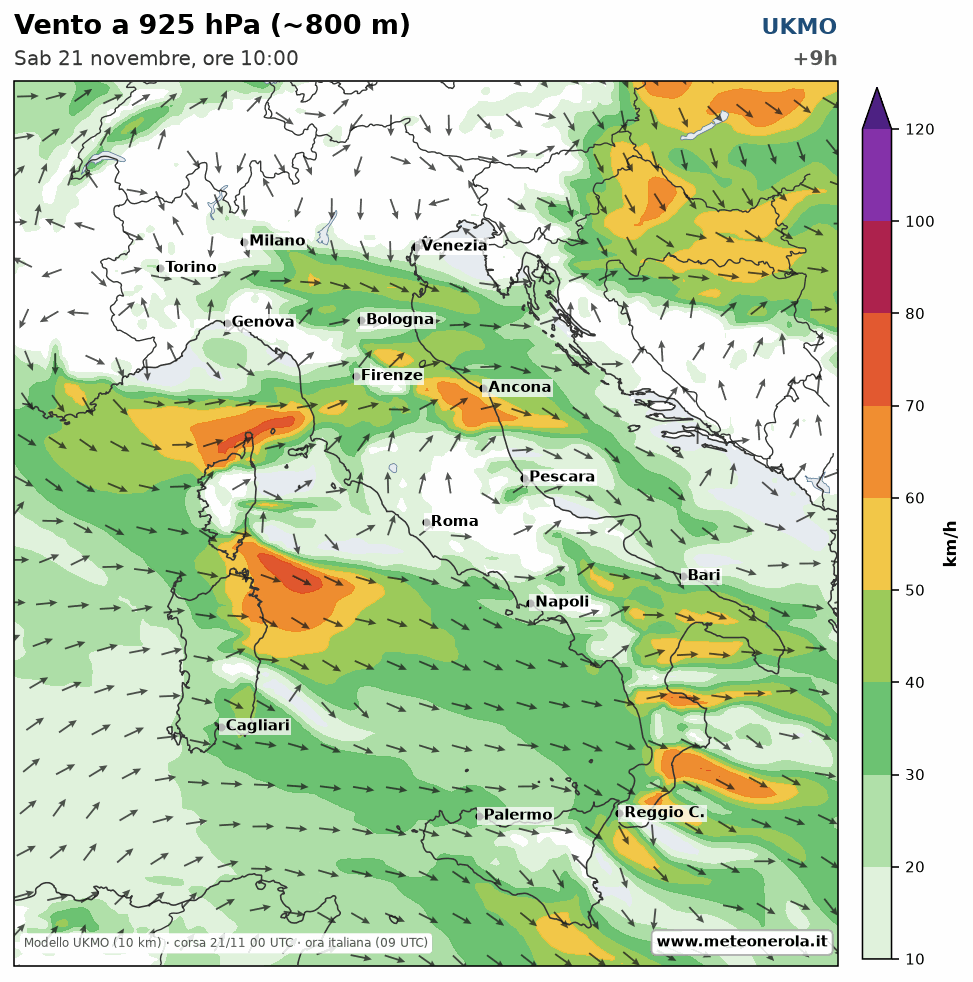 Vento a 925 hPa (~800 m)
UKMO
Sab 21 novembre, ore 10:00
+9h
Milano
Venezia
Torino
Genova
Bologna
Firenze
Ancona
Pescara
Roma
Bari
Napoli
Cagliari
Palermo
Reggio C.
120
100
80
70
60
50
40
30
20
10
km/h
Modello UKMO (10 km) · corsa 21/11 00 UTC · ora italiana (09 UTC)
www.meteonerola.it